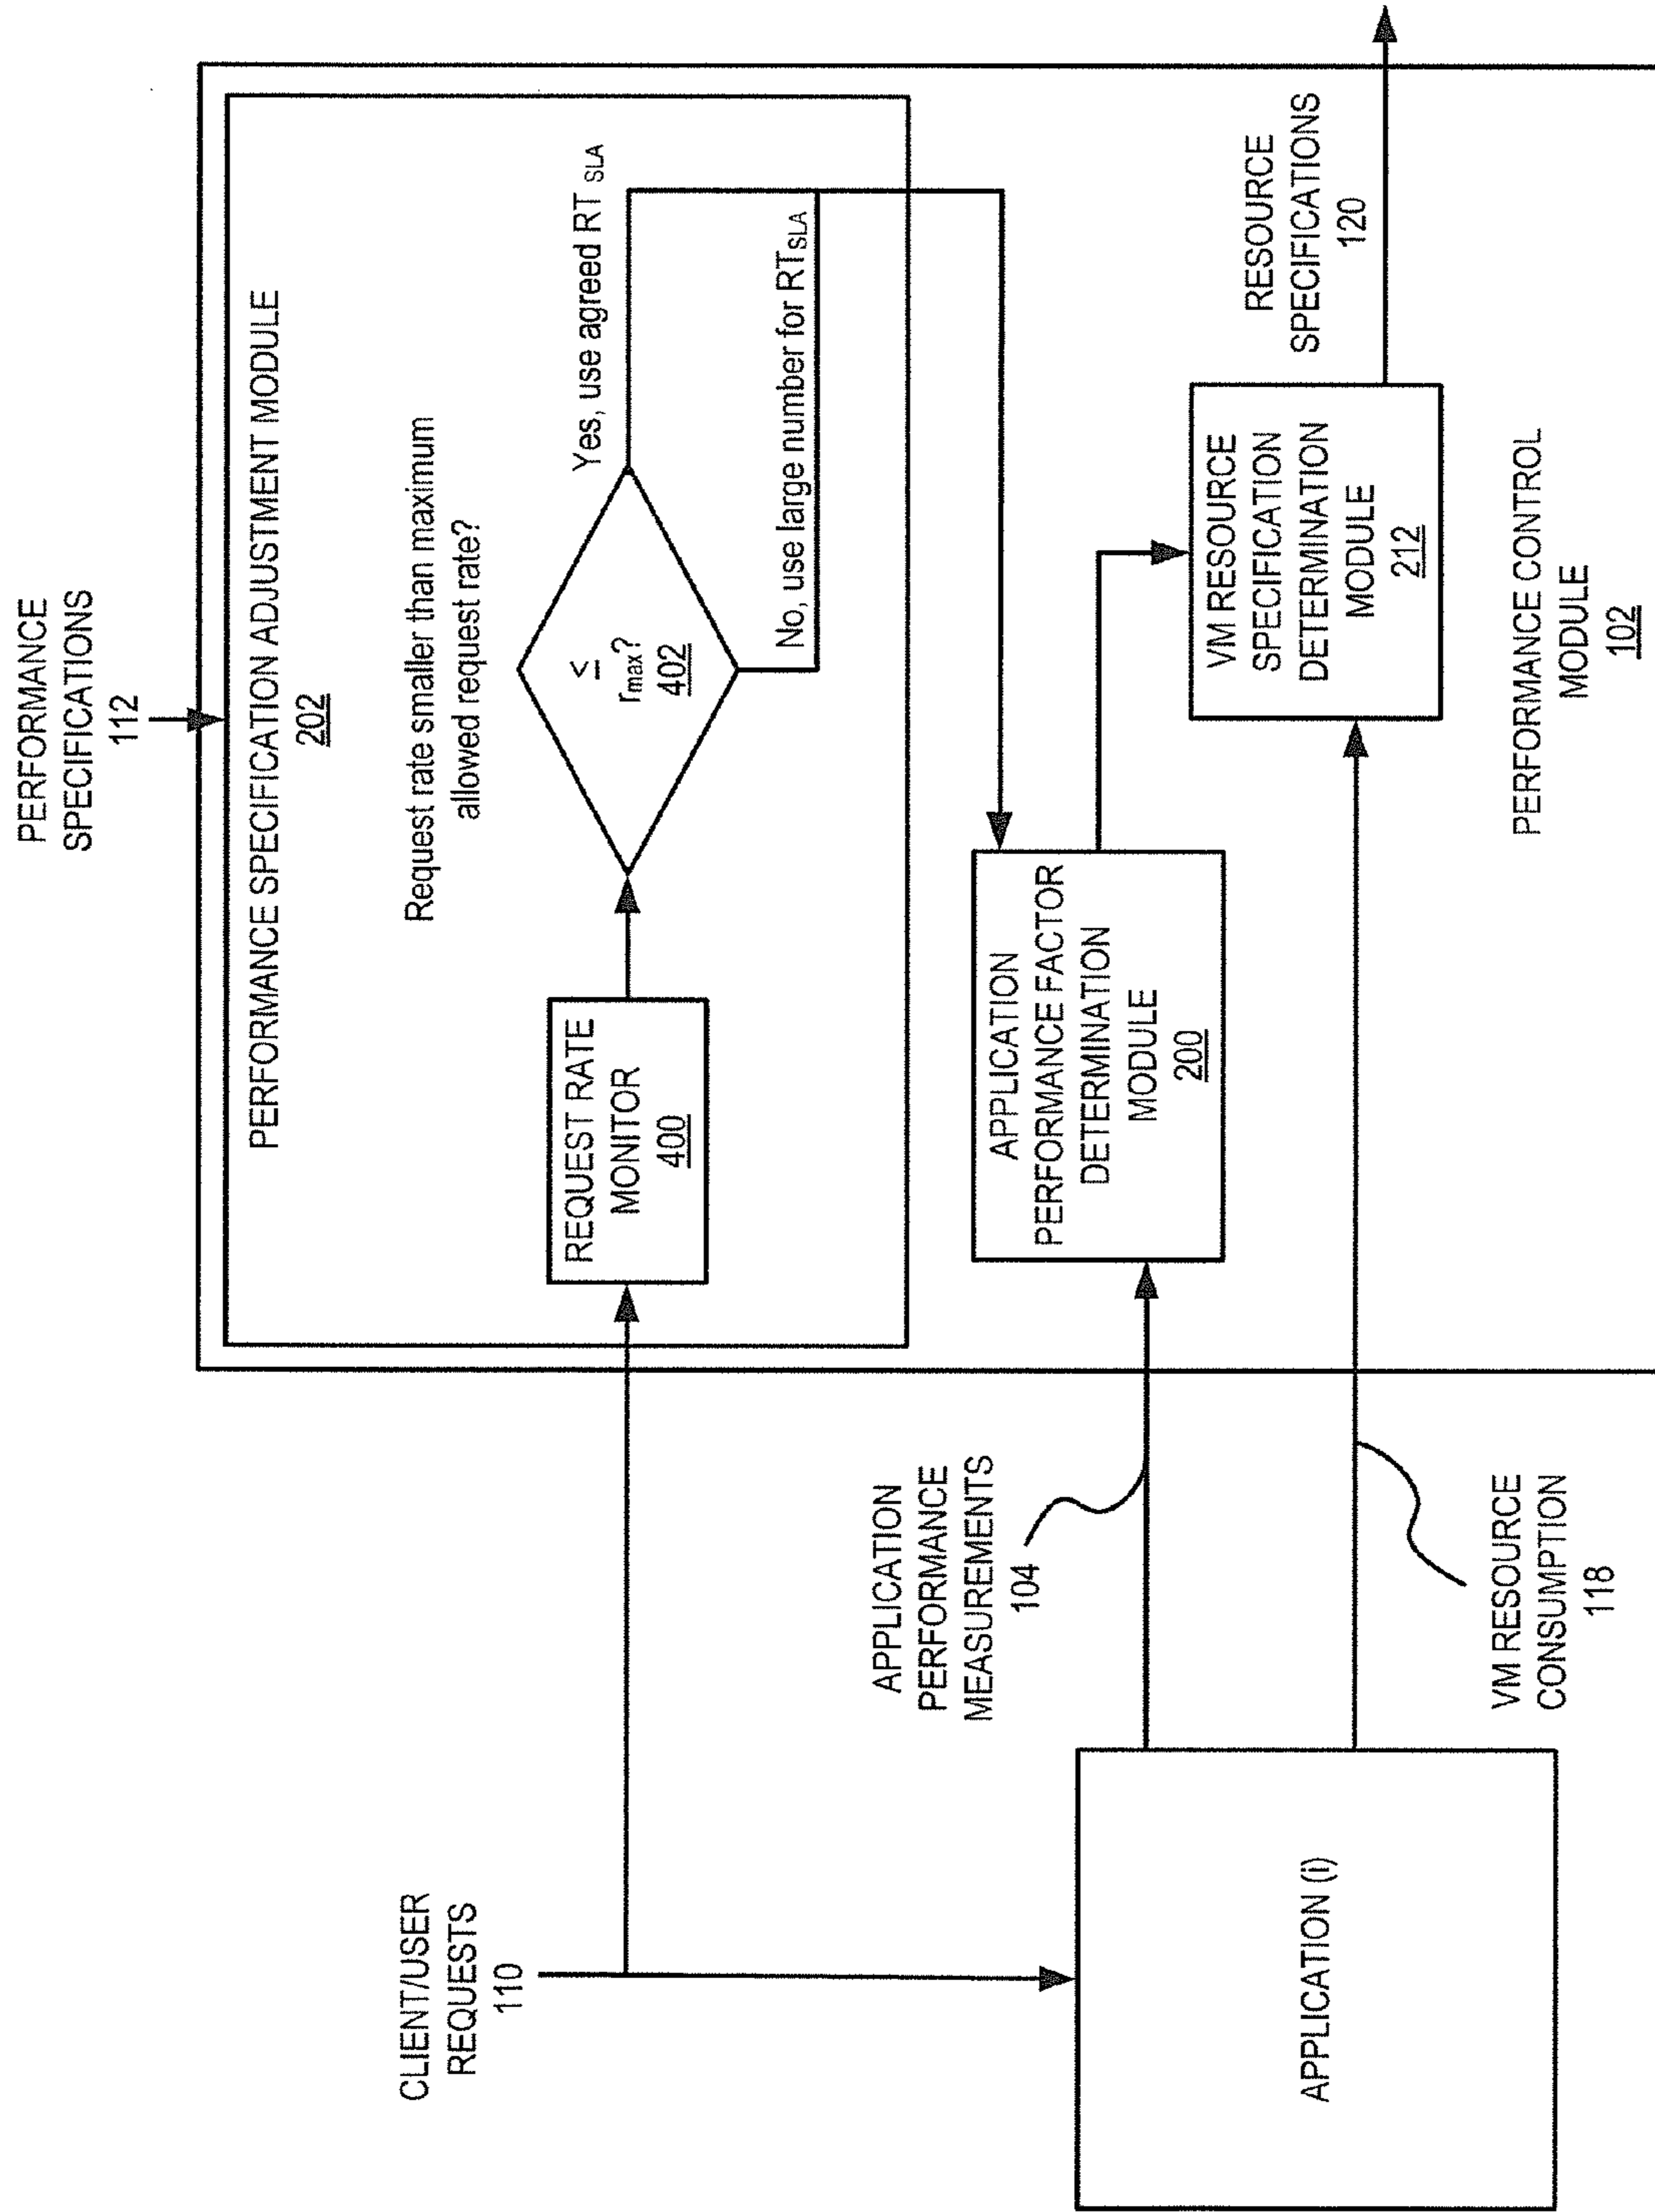 PERFORMANCE
SPECIFICATIONS
112
PERFORMANCE SPECIFICATION ADJUSTMENT MODULE
202
Request rate smaller than maximum
allowed request rate?
CLIENT/USER
REQUESTS
110
REQUEST RATE
MONITOR
400
≤
rmax?
402
Yes, use agreed RT SLA
No, use large number for RTSLA
APPLICATION
PERFORMANCE
MEASUREMENTS
104
APPLICATION
PERFORMANCE FACTOR
DETERMINATION
MODULE
200
VM RESOURCE
SPECIFICATION
DETERMINATION
MODULE
212
RESOURCE
SPECIFICATIONS
120
APPLICATION (i)
VM RESOURCE
CONSUMPTION
118
PERFORMANCE CONTROL
MODULE
102